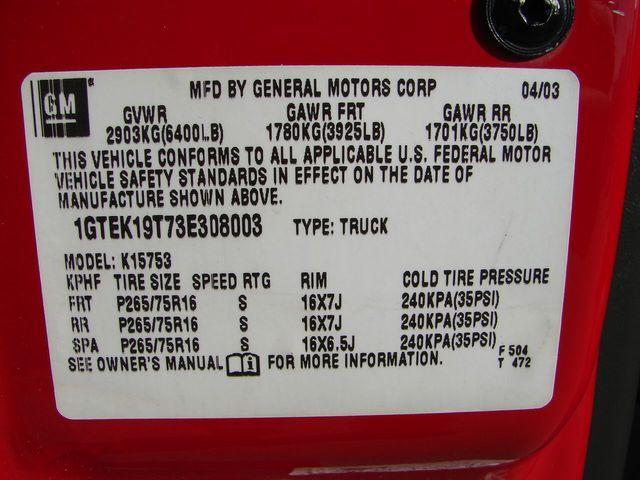 GM
MFD BY GENERAL MOTORS CORP 04/03
GVWR GAWR FRT GAWR RR
2903KG(6400LB) 1780KG(3925LB) 1701KG(3750LB)
THIS VEHICLE CONFORMS TO ALL APPLICABLE U.S. FEDERAL MOTOR
VEHICLE SAFETY STANDARDS IN EFFECT ON THE DATE OF
MANUFACTURE SHOWN ABOVE.
1GTEK19T73E308003 TYPE: TRUCK
MODEL: K15753
KPHF TIRE SIZE SPEED RTG RIM COLD TIRE PRESSURE
FRT P265/75R16 S 16X7J 240KPA(35PSI)
RR P265/75R16 S 16X7J 240KPA(35PSI)
SPA P265/75R16 S 16X6.5J 240KPA(35PSI)
SEE OWNER'S MANUAL i FOR MORE INFORMATION.
F 504
T 472